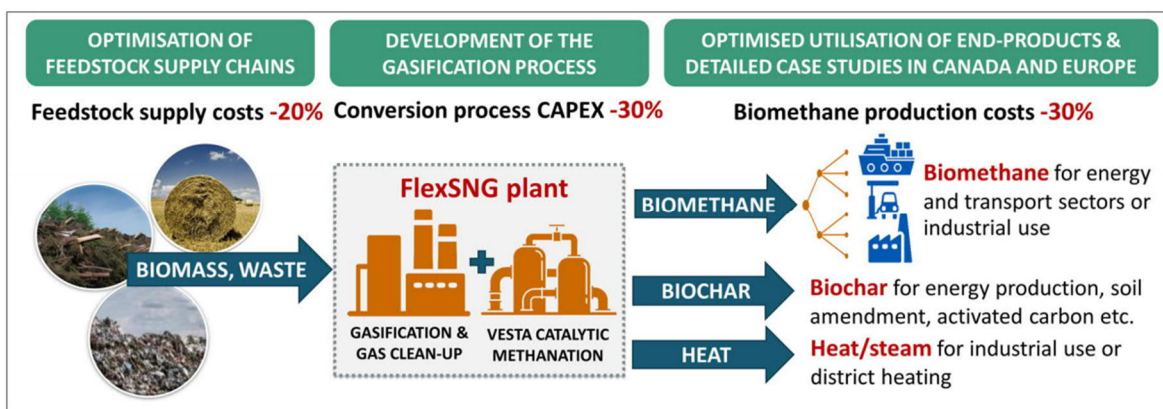 OPTIMISATION OF
FEEDSTOCK SUPPLY CHAINS
DEVELOPMENT OF THE
GASIFICATION PROCESS
OPTIMISED UTILISATION OF END-PRODUCTS &
DETAILED CASE STUDIES IN CANADA AND EUROPE
Feedstock supply costs -20%
Conversion process CAPEX -30%
Biomethane production costs -30%
BIOMASS, WASTE
FlexSNG plant
GASIFICATION &
GAS CLEAN-UP
VESTA CATALYTIC
METHANATION
BIOMETHANE
Biomethane for energy
and transport sectors or
industrial use
BIOCHAR
Biochar for energy production, soil
amendment, activated carbon etc.
HEAT
Heat/steam for industrial use or
district heating